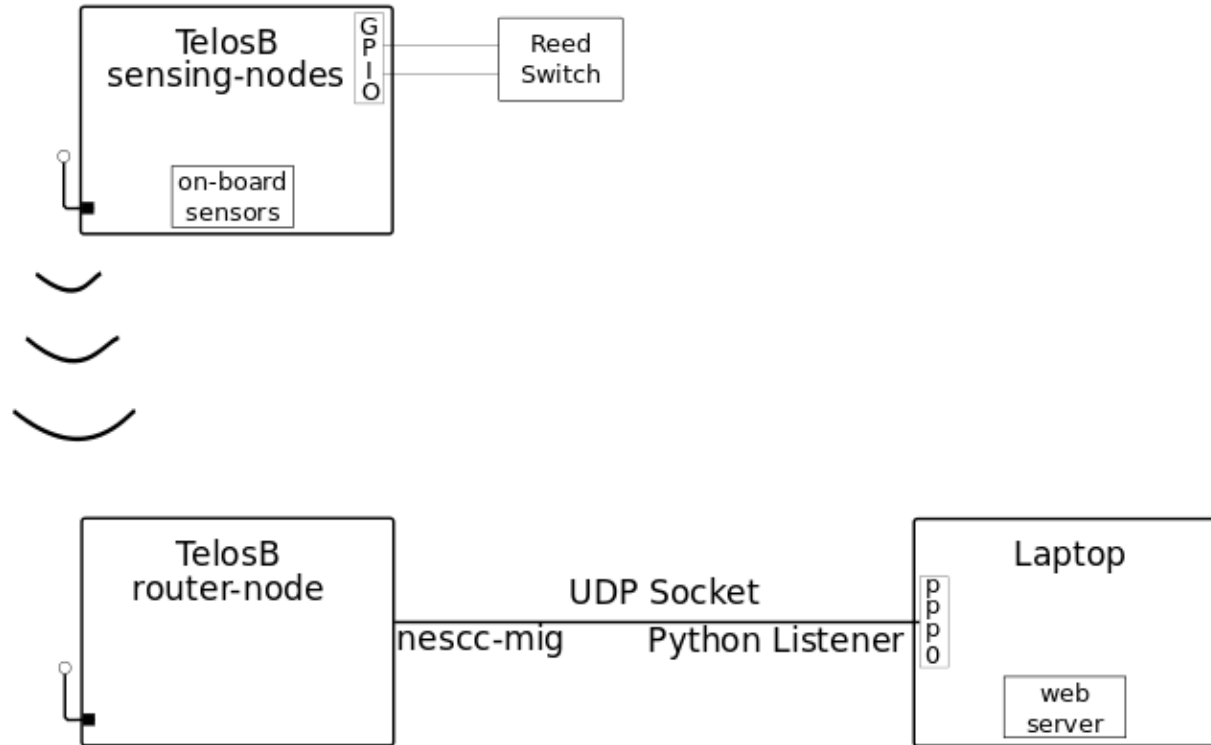 TelosB
sensing-nodes
G
P
I
O
Reed
Switch
on-board
sensors
TelosB
router-node
UDP Socket
nescc-mig
Python Listener
Laptop
p
p
p
0
web
server